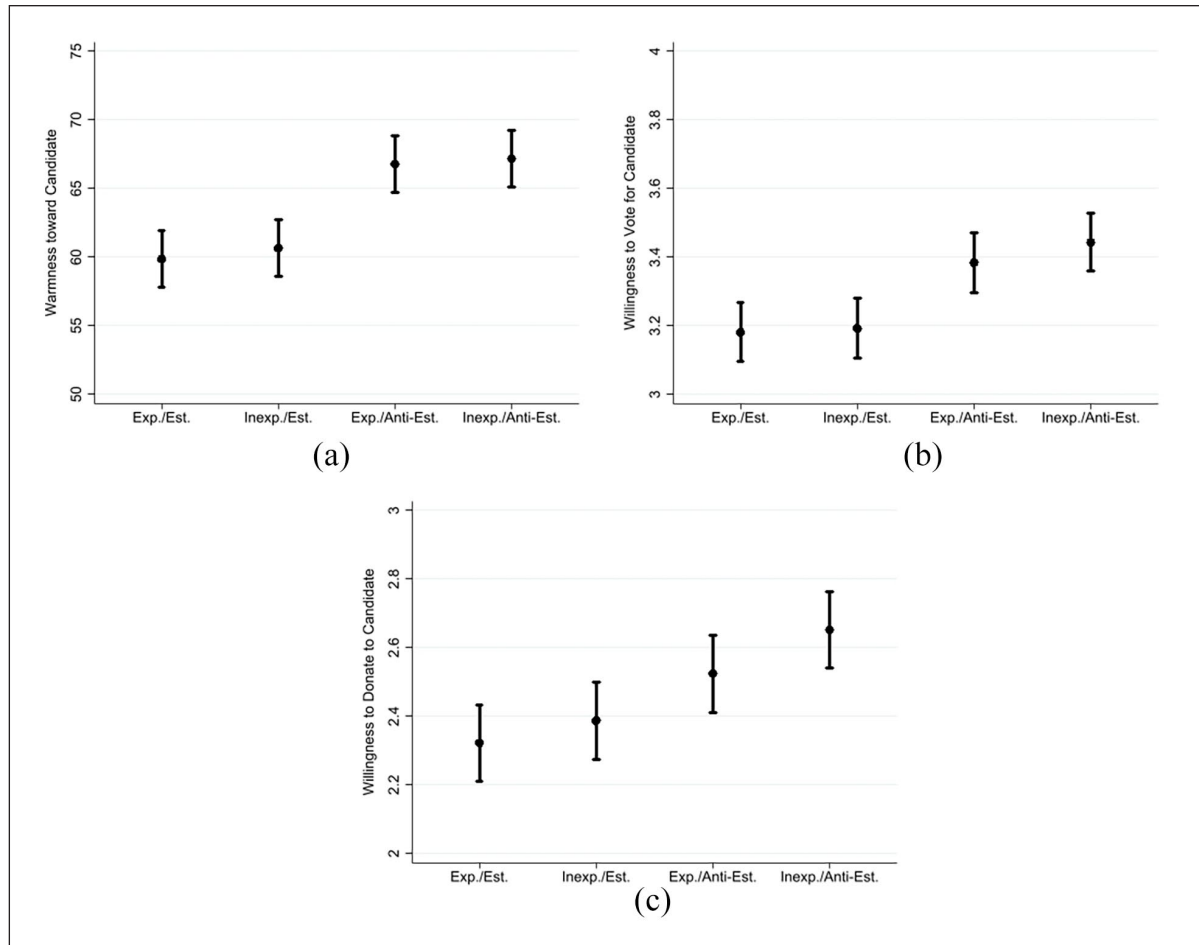 Warmness toward Candidate
75
70
65
60
55
50
Exp./Est. Inexp./Est. Exp./Anti-Est. Inexp./Anti-Est.
(a)
Willingness to Vote for Candidate
4
3.8
3.6
3.4
3.2
3
Exp./Est. Inexp./Est. Exp./Anti-Est. Inexp./Anti-Est.
(b)
Willingness to Donate to Candidate
3
2.8
2.6
2.4
2.2
2
Exp./Est. Inexp./Est. Exp./Anti-Est. Inexp./Anti-Est.
(c)